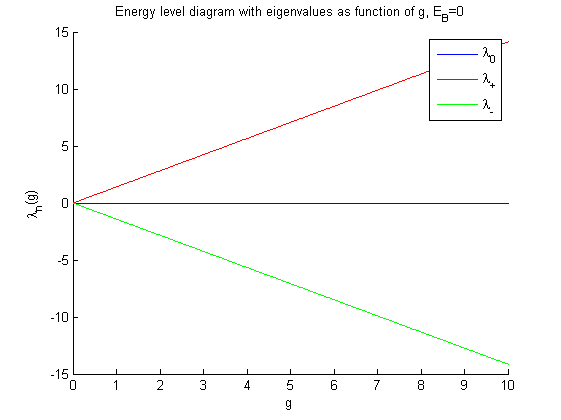 Energy level diagram with eigenvalues as function of g, E_B=0
15
λ_0
λ_+
λ_-
10
5
λ_n(g)
0
-5
-10
-15
0 1 2 3 4 5 6 7 8 9 10
g